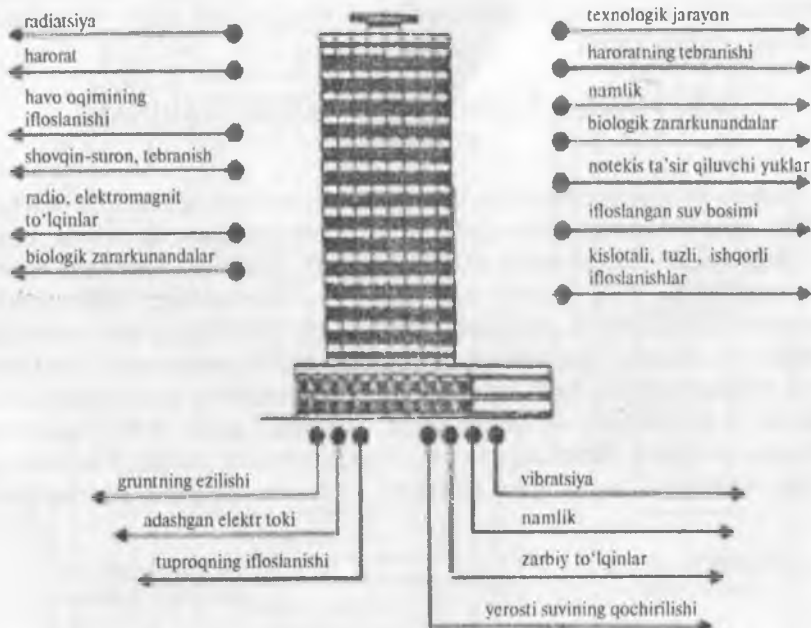 radiatsiya
harorat
havo oqimining
ifloslanishi
shovqin-suron, tebranish
radio, elektromagnit
to‘lqinlar
biologik zararkunandalar
texnologik jarayon
haroratning tebranishi
namlik
biologik zararkunandalar
notekis ta’sir qiluvchi yuklar
ifloslangan suv bosimi
kislotali, tuzli, ishqorli
ifloslanishlar
gruntning ezilishi
adashgan elektr toki
tuproqning ifloslanishi
vibratsiya
namlik
zarbiy to‘lqinlar
yerosti suvining qochirilishi